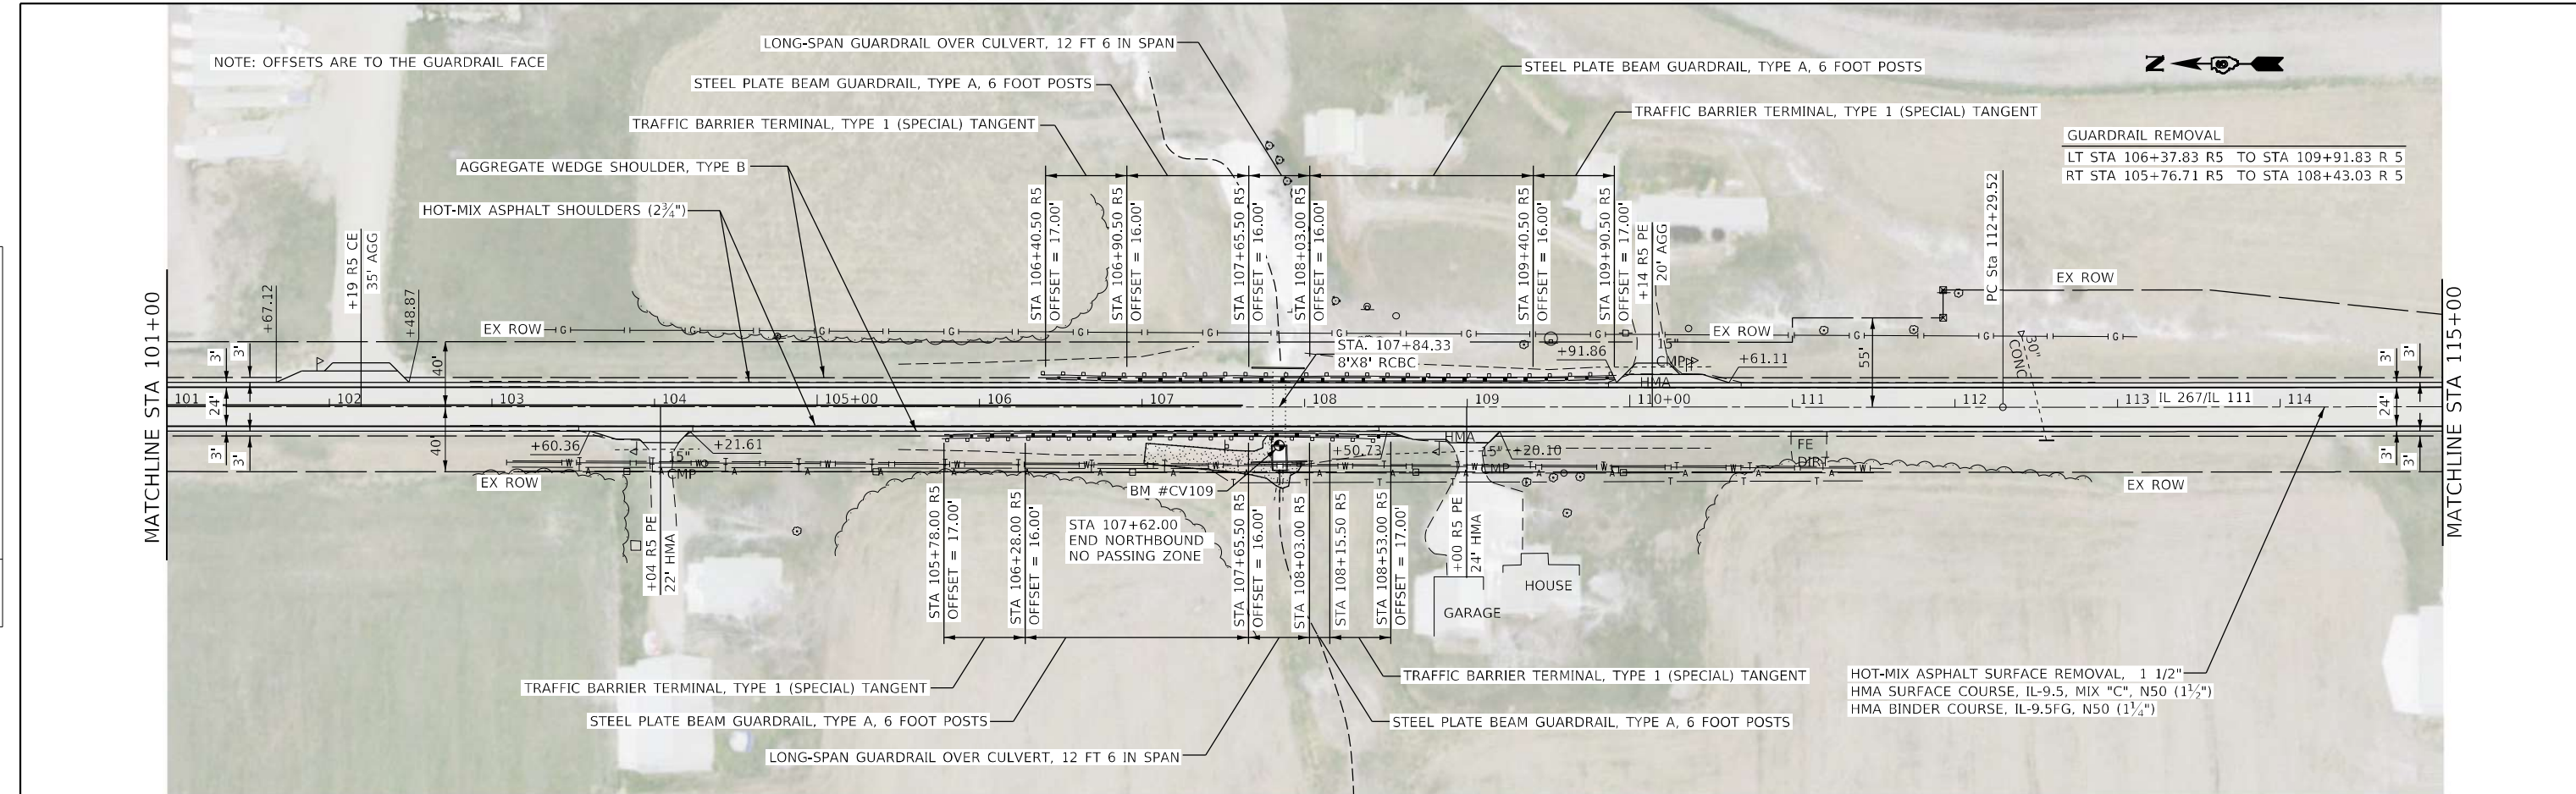 NOTE: OFFSETS ARE TO THE GUARDRAIL FACE
LONG-SPAN GUARDRAIL OVER CULVERT, 12 FT 6 IN SPAN
STEEL PLATE BEAM GUARDRAIL, TYPE A, 6 FOOT POSTS
TRAFFIC BARRIER TERMINAL, TYPE 1 (SPECIAL) TANGENT
AGGREGATE WEDGE SHOULDER, TYPE B
HOT-MIX ASPHALT SHOULDERS (2¾")
STEEL PLATE BEAM GUARDRAIL, TYPE A, 6 FOOT POSTS
TRAFFIC BARRIER TERMINAL, TYPE 1 (SPECIAL) TANGENT
N
GUARDRAIL REMOVAL
LT STA 106+37.83 R5 TO STA 109+91.83 R 5
RT STA 105+76.71 R5 TO STA 108+43.03 R 5
MATCHLINE STA 101+00
+67.12
+19 R5 CE
35' AGG
+48.87
STA 106+40.50 R5
OFFSET = 17.00'
STA 106+90.50 R5
OFFSET = 16.00'
STA 107+65.50 R5
OFFSET = 16.00'
STA 108+03.00 R5
OFFSET = 16.00'
STA 109+40.50 R5
OFFSET = 16.00'
STA 109+90.50 R5
OFFSET = 17.00'
+14 R5 PE
20' AGG
PC Sta 112+29.52
EX ROW
EX ROW
EX ROW
G G G G G G G G G G G G
STA. 107+84.33
8'X8' RCBC
+91.86
15"
CMP
+61.11
HMA
55'
30"
CONC
3'
3'
40'
24'
40'
3'
3'
3'
3'
24'
3'
3'
101
102
103
104
105+00
106
107
108
109
110+00
111
112
113
114
IL 267/IL 111
MATCHLINE STA 115+00
+60.36
+21.61
15"
CMP
EX ROW
+50.73
HMA
15"
CMP
+20.10
FE
DIRT
EX ROW
BM #CV109
+04 R5 PE
22' HMA
STA 105+78.00 R5
OFFSET = 17.00'
STA 106+28.00 R5
OFFSET = 16.00'
STA 107+62.00
END NORTHBOUND
NO PASSING ZONE
STA 107+65.50 R5
OFFSET = 16.00'
STA 108+03.00 R5
STA 108+15.50 R5
STA 108+53.00 R5
OFFSET = 17.00'
+00 R5 PE
24' HMA
HOUSE
GARAGE
TRAFFIC BARRIER TERMINAL, TYPE 1 (SPECIAL) TANGENT
STEEL PLATE BEAM GUARDRAIL, TYPE A, 6 FOOT POSTS
LONG-SPAN GUARDRAIL OVER CULVERT, 12 FT 6 IN SPAN
TRAFFIC BARRIER TERMINAL, TYPE 1 (SPECIAL) TANGENT
STEEL PLATE BEAM GUARDRAIL, TYPE A, 6 FOOT POSTS
HOT-MIX ASPHALT SURFACE REMOVAL, 1 1/2"
HMA SURFACE COURSE, IL-9.5, MIX "C", N50 (1½")
HMA BINDER COURSE, IL-9.5FG, N50 (1¼")